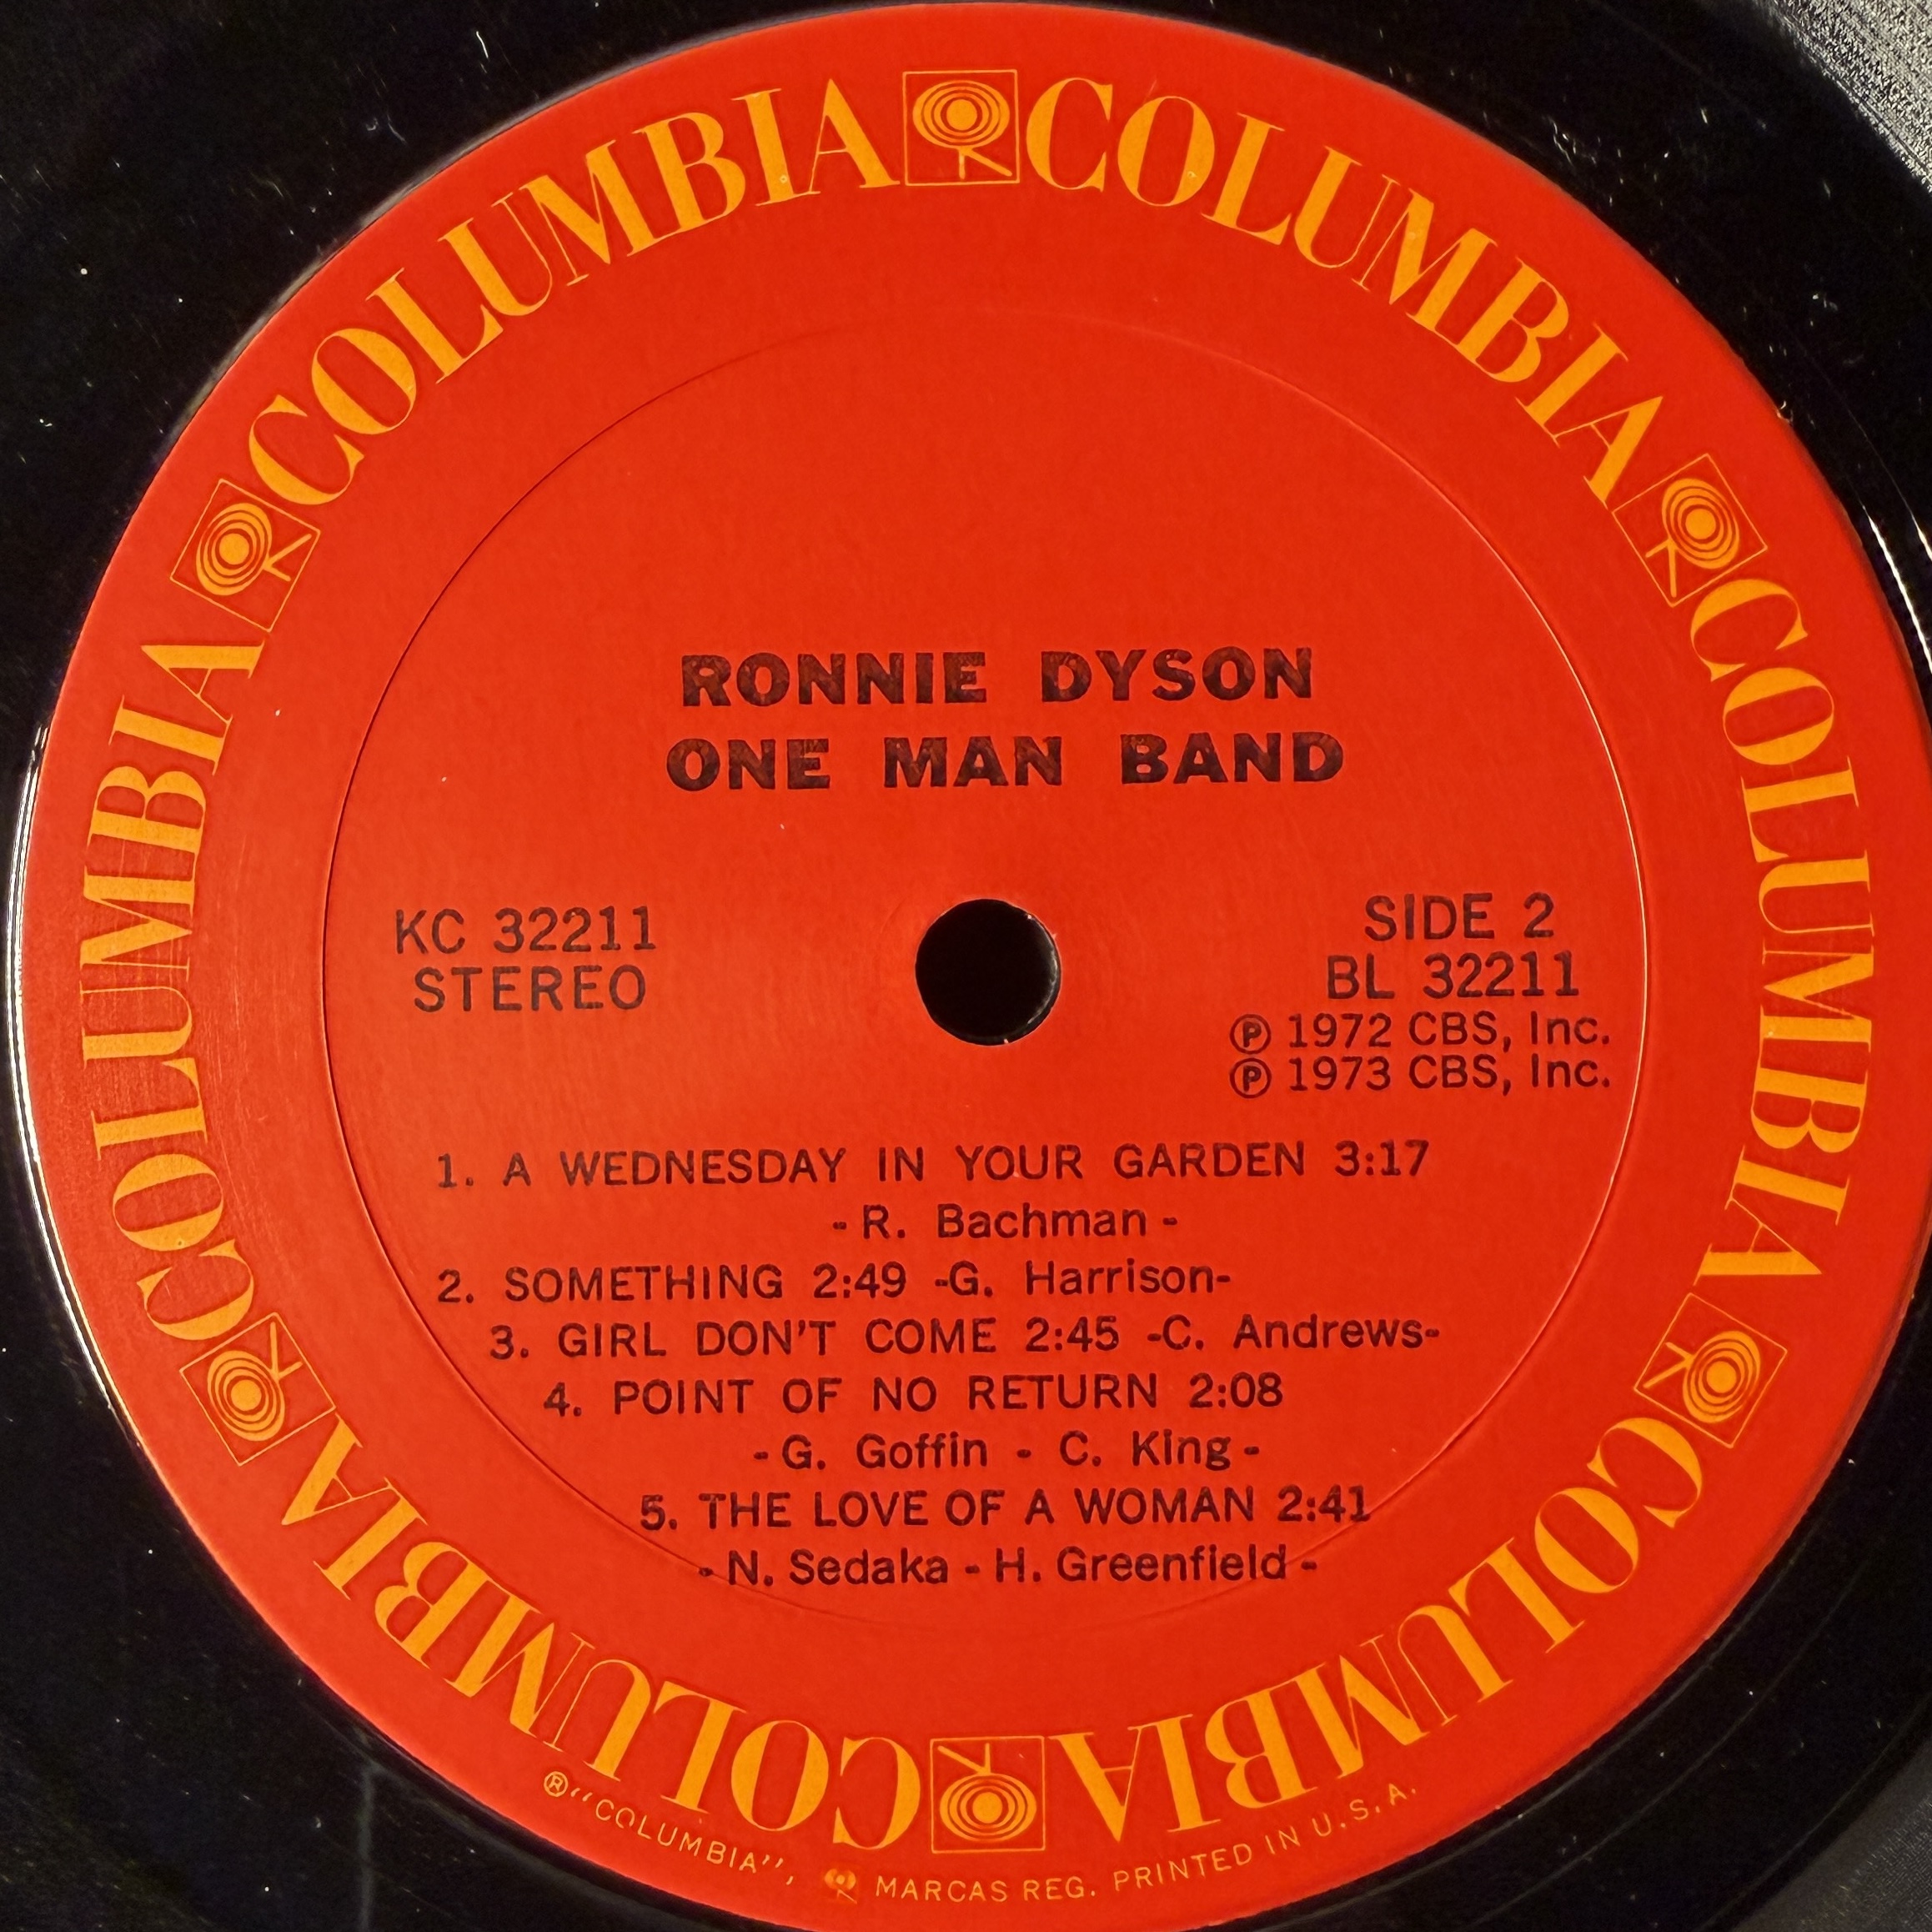 COLUMBIA COLUMBIA COLUMBIA COLUMBIA COLUMBIA COLUMBIA
RONNIE DYSON
ONE MAN BAND
KC 32211
STEREO
SIDE 2
BL 32211
Ⓟ 1972 CBS, Inc.
Ⓟ 1973 CBS, Inc.
1. A WEDNESDAY IN YOUR GARDEN 3:17
- R. Bachman -
2. SOMETHING 2:49 -G. Harrison-
3. GIRL DON'T COME 2:45 -C. Andrews-
4. POINT OF NO RETURN 2:08
- G. Goffin - C. King -
5. THE LOVE OF A WOMAN 2:41
- N. Sedaka - H. Greenfield -
® "COLUMBIA", MARCAS REG. PRINTED IN U.S.A.